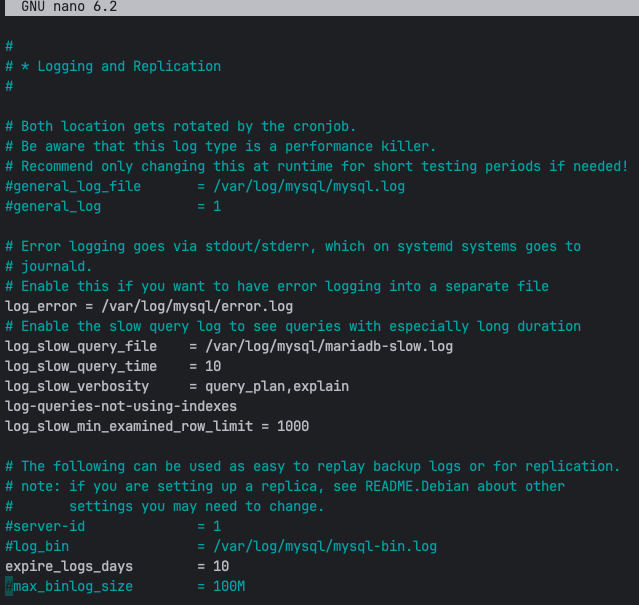 GNU nano 6.2
#
# * Logging and Replication
#
# Both location gets rotated by the cronjob.
# Be aware that this log type is a performance killer.
# Recommend only changing this at runtime for short testing periods if needed!
#general_log_file       = /var/log/mysql/mysql.log
#general_log            = 1
# Error logging goes via stdout/stderr, which on systemd systems goes to
# journald.
# Enable this if you want to have error logging into a separate file
log_error = /var/log/mysql/error.log
# Enable the slow query log to see queries with especially long duration
log_slow_query_file    = /var/log/mysql/mariadb-slow.log
log_slow_query_time    = 10
log_slow_verbosity     = query_plan,explain
log-queries-not-using-indexes
log_slow_min_examined_row_limit = 1000
# The following can be used as easy to replay backup logs or for replication.
# note: if you are setting up a replica, see README.Debian about other
#       settings you may need to change.
#server-id              = 1
#log_bin                = /var/log/mysql/mysql-bin.log
expire_logs_days        = 10
#max_binlog_size        = 100M